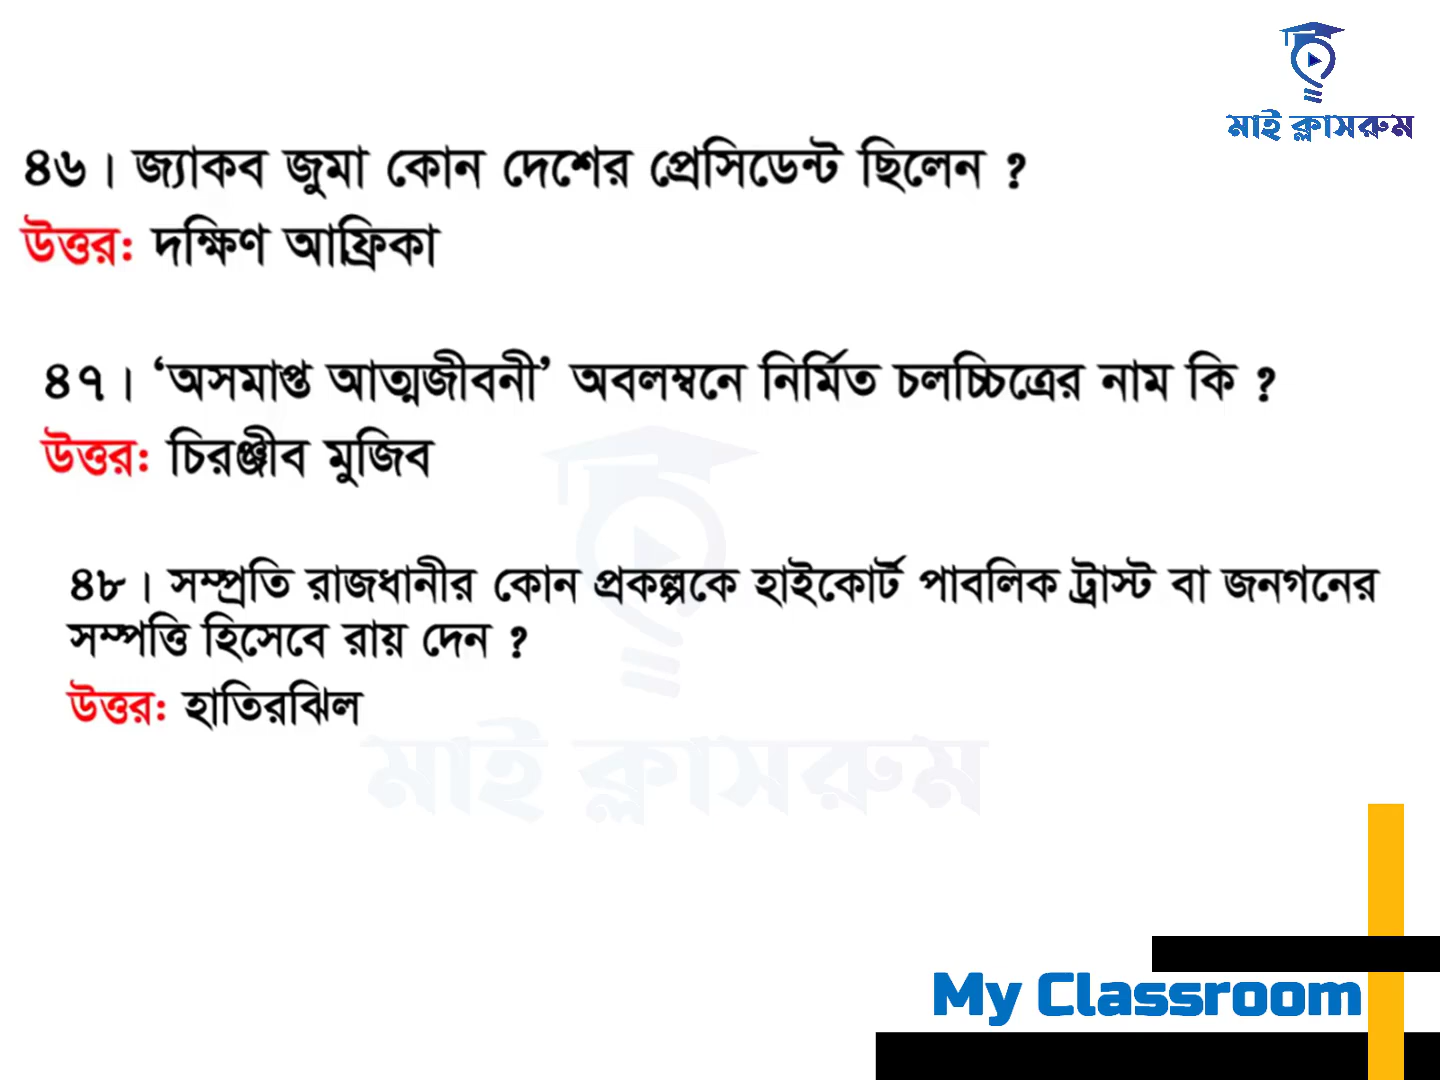 মাই ক্লাসরুম
৪৬। জ্যাকব জুমা কোন দেশের প্রেসিডেন্ট ছিলেন ?
উত্তর: দক্ষিণ আফ্রিকা
৪৭। ‘অসমাপ্ত আত্মজীবনী’ অবলম্বনে নির্মিত চলচ্চিত্রের নাম কি ?
উত্তর: চিরঞ্জীব মুজিব
৪৮। সম্প্রতি রাজধানীর কোন প্রকল্পকে হাইকোর্ট পাবলিক ট্রাস্ট বা জনগনের
সম্পত্তি হিসেবে রায় দেন ?
উত্তর: হাতিরঝিল
মাই ক্লাসরুম
My Classroom